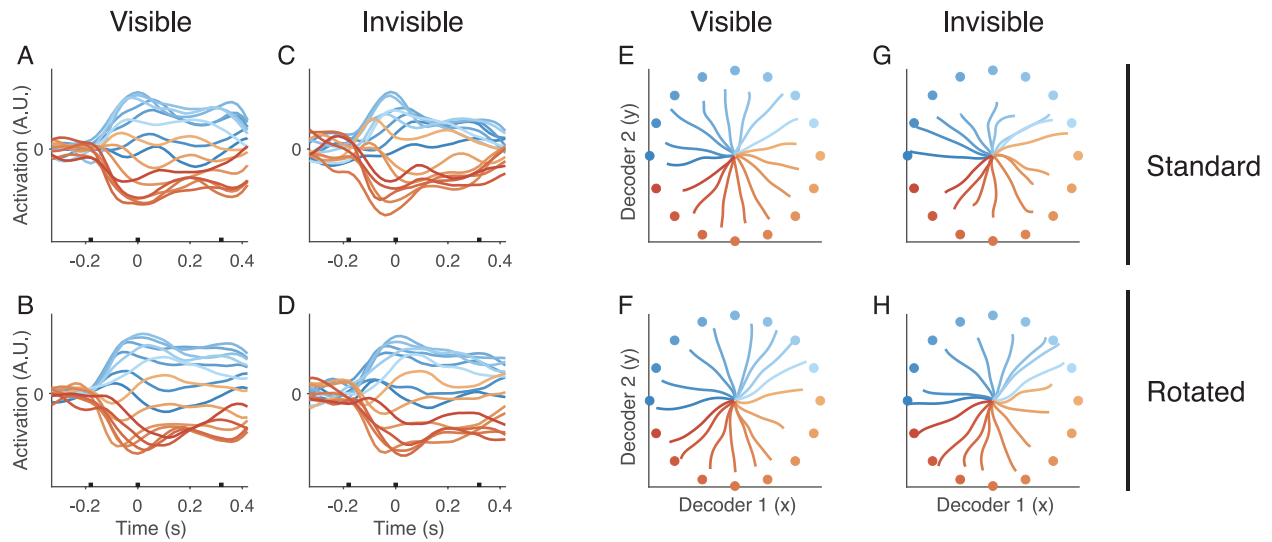 Visible Invisible Visible Invisible
A C E G
Activation (A.U.)
0 0
Decoder 2 (y)
Standard
-0.2 0 0.2 0.4 -0.2 0 0.2 0.4
B D F H
Activation (A.U.)
0 0
Decoder 2 (y)
Rotated
-0.2 0 0.2 0.4 -0.2 0 0.2 0.4
Time (s) Time (s) Decoder 1 (x) Decoder 1 (x)